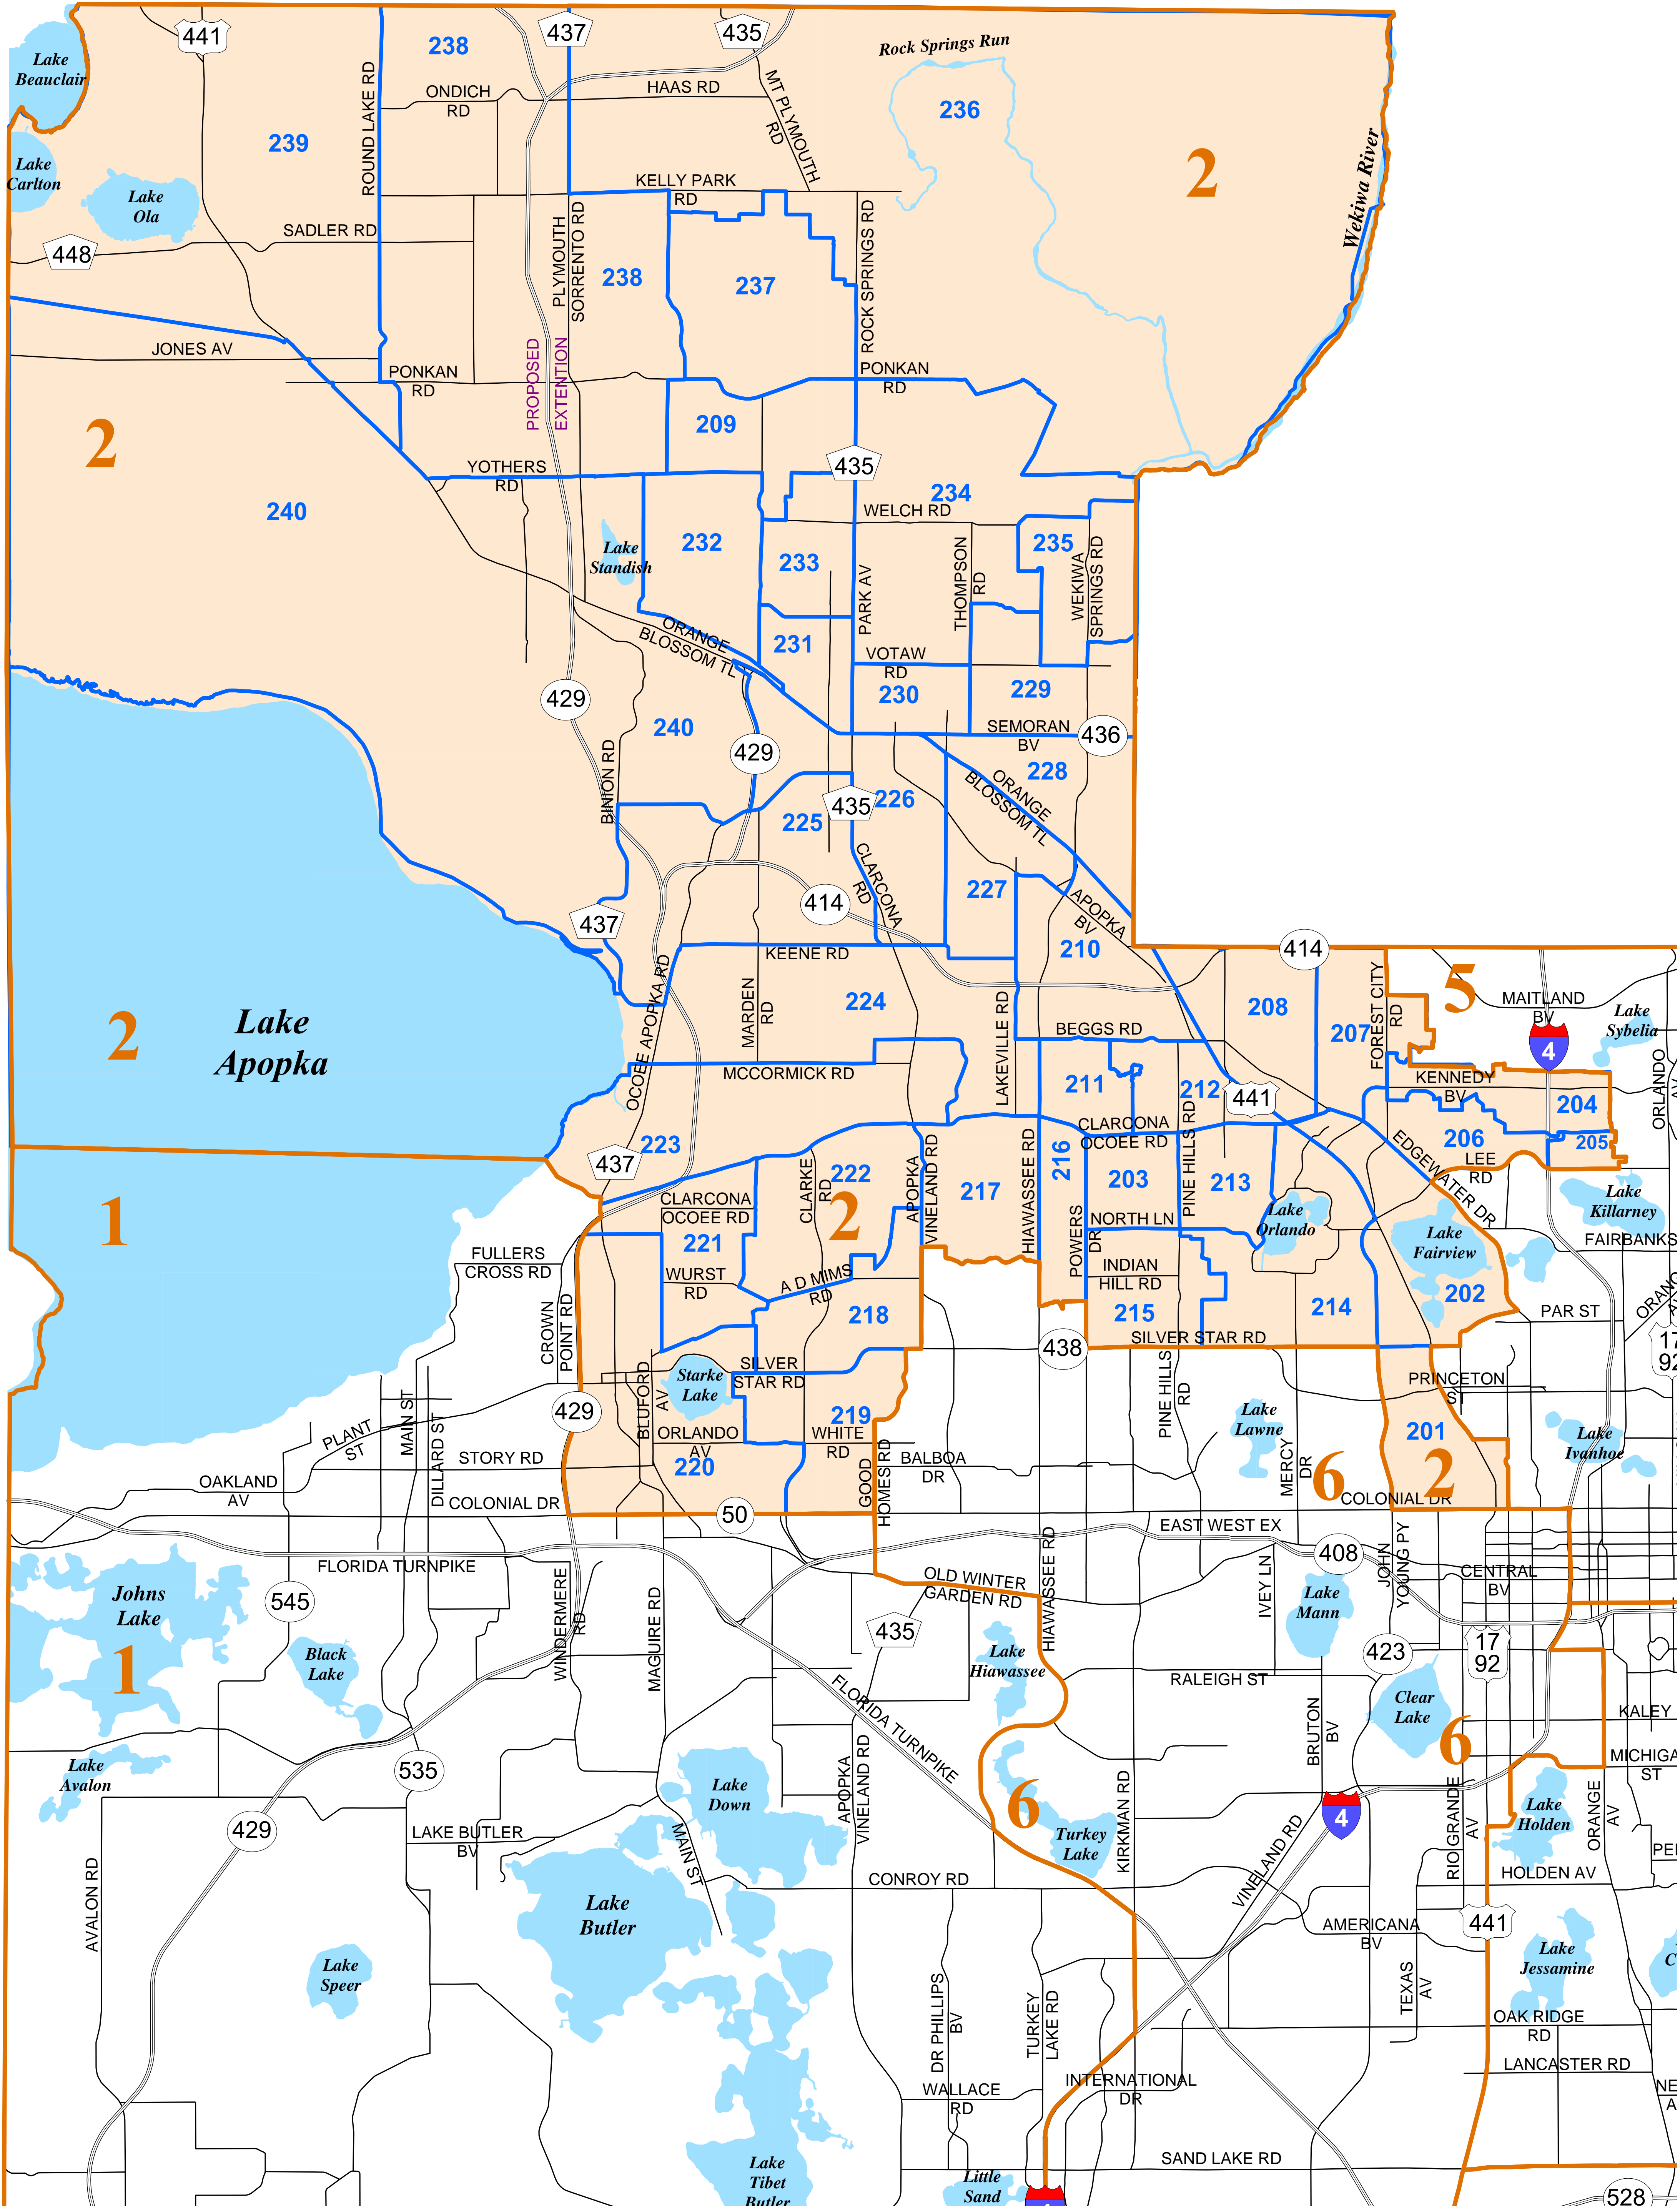 441
437
435
238
Rock Springs Run
Lake
Beauclair
ROUND LAKE RD
ONDICH
RD
HAAS RD
MT PLYMOUTH
RD
236
239
2
Wekiwa River
Lake
Carlton
Lake
Ola
KELLY PARK
RD
SADLER RD
448
PLYMOUTH
SORRENTO RD
238
237
ROCK SPRINGS RD
JONES AV
PROPOSED
EXTENTION
PONKAN
RD
PONKAN
RD
2
209
YOTHERS
RD
435
240
234
WELCH RD
232
Lake
Standish
233
235
THOMPSON
RD
WEKIWA
SPRINGS RD
PARK AV
ORANGE
BLOSSOM TL
231
VOTAW
RD
230
229
429
240
SEMORAN
BV
436
429
BINION RD
228
ORANGE
BLOSSOM TL
435
226
225
CLARCONA
RD
227
414
APOPKA
BV
437
210
KEENE RD
414
OCOEE APOPKA RD
MARDEN
RD
224
LAKEVILLE RD
208
FOREST CITY
RD
5
MAITLAND
BV
Lake
Sybelia
2
Lake
Apopka
BEGGS RD
207
4
ORLANDO
AV
MCCORMICK RD
211
212
441
KENNEDY
BV
204
CLARCONA
OCOEE RD
PINE HILLS RD
206
205
223
437
216
EDGEWATER DR
LEE
RD
222
CLARKE
RD
APOPKA
VINELAND RD
217
HIAWASSEE RD
203
213
CLARCONA
OCOEE RD
2
1
POWERS
DR
NORTH LN
Lake
Orlando
Lake
Fairview
Lake
Killarney
FULLERS
CROSS RD
221
FAIRBANKS
WURST
RD
A D MIMS
RD
INDIAN
HILL RD
202
CROWN
POINT RD
218
215
214
PAR ST
ORANG
438
SILVER STAR RD
17
92
SILVER
STAR RD
Starke
Lake
BLUFORD
AV
PINE HILLS
RD
PRINCETON
ST
MAIN ST
DILLARD ST
429
219
Lake
Lawne
201
Lake
Ivanhoe
PLANT
ST
ORLANDO
AV
WHITE
RD
STORY RD
220
GOOD
HOMES RD
BALBOA
DR
MERCY
DR
6
2
OAKLAND
AV
COLONIAL DR
50
COLONIAL DR
EAST WEST EX
FLORIDA TURNPIKE
408
JOHN
YOUNG PY
CENTRAL
BV
Johns
Lake
545
WINDERMERE
RD
MAGUIRE RD
OLD WINTER
GARDEN RD
HIAWASSEE RD
IVEY LN
Lake
Mann
435
423
17
92
1
Black
Lake
Lake
Hiawassee
RALEIGH ST
FLORIDA TURNPIKE
BRUTON
BV
Clear
Lake
6
KALEY
Lake
Avalon
535
Lake
Down
MICHIGA
ST
APOPKA
VINELAND RD
6
KIRKMAN RD
RIO GRANDE
AV
Lake
Holden
ORANGE
AV
4
429
LAKE BUTLER
BV
MAIN ST
Turkey
Lake
VINELAND RD
PE
AVALON RD
CONROY RD
HOLDEN AV
Lake
Butler
441
AMERICANA
BV
Lake
Speer
Lake
Jessamine
C
DR PHILLIPS
BV
TURKEY
LAKE RD
TEXAS
AV
OAK RIDGE
RD
LANCASTER RD
WALLACE
RD
INTERNATIONAL
DR
NE
A
Lake
Tibet
Butler
Little
Sand
SAND LAKE RD
528